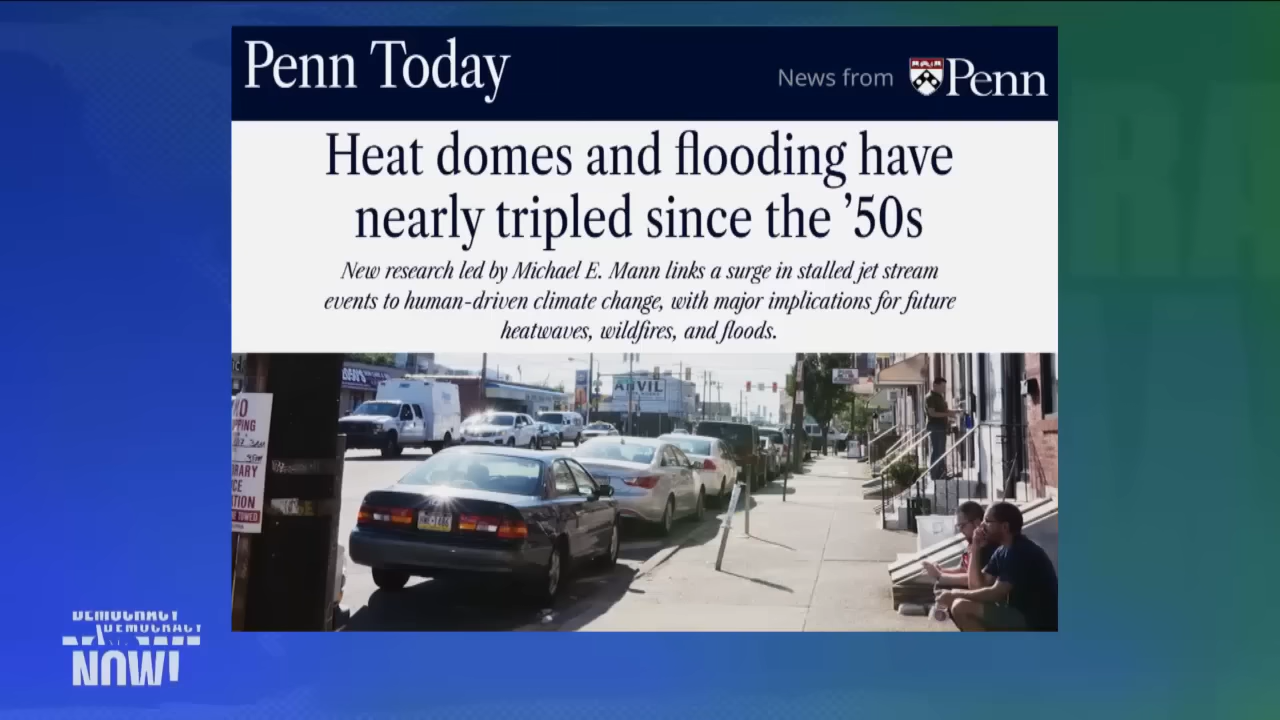 Penn Today
News from Penn
Heat domes and flooding have
nearly tripled since the ’50s
New research led by Michael E. Mann links a surge in stalled jet stream
events to human-driven climate change, with major implications for future
heatwaves, wildfires, and floods.
ANVIL
DEMOCRACY
DEMOCRACY
NOW!